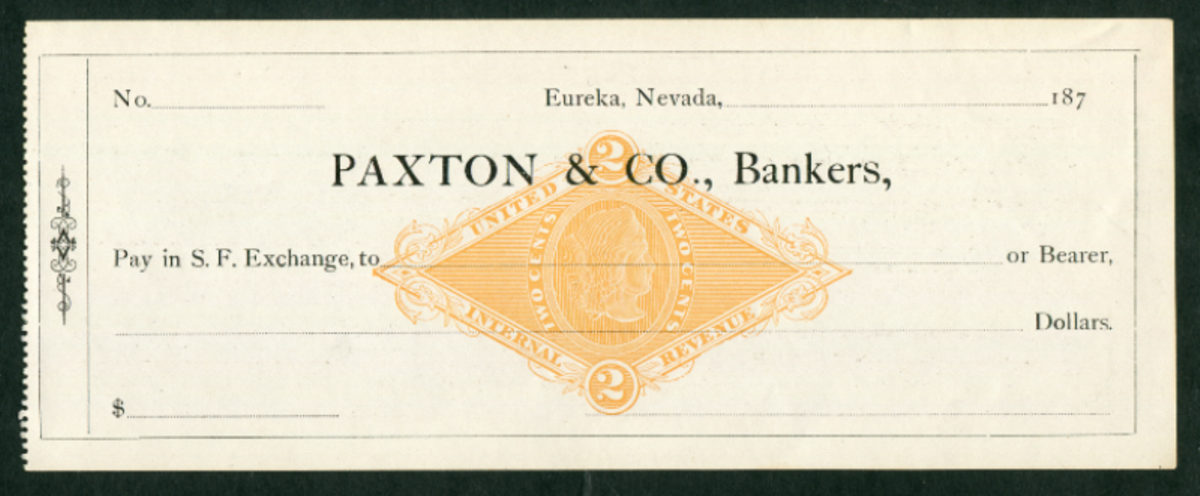 No.
Eureka, Nevada, 187
2
PAXTON & CO., Bankers,
UNITED STATES
TWO CENTS TWO CENTS
Pay in S. F. Exchange, to or Bearer,
INTERNAL REVENUE
Dollars.
2
$